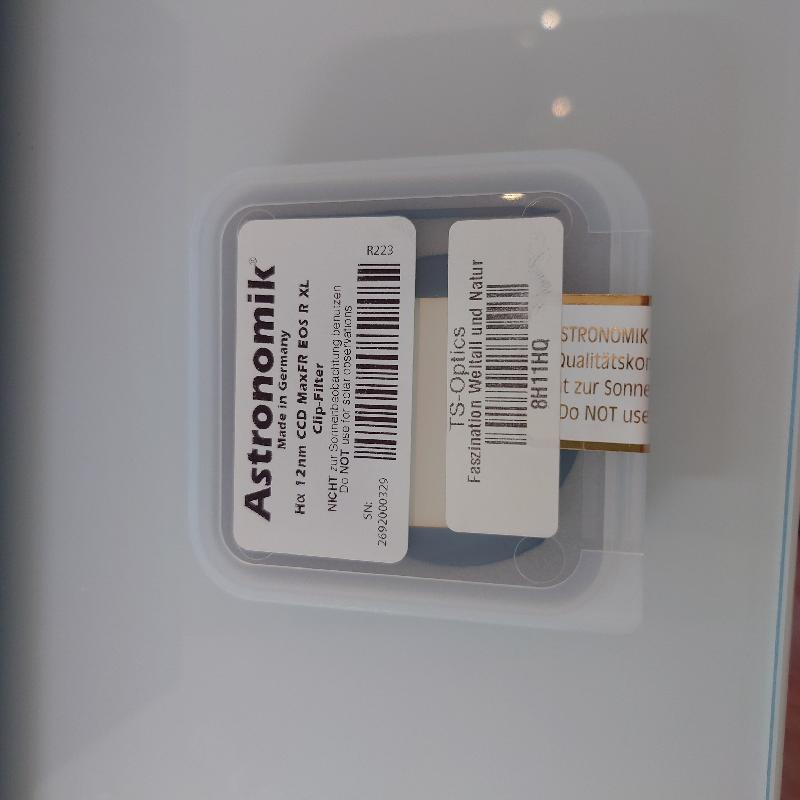 Astronomik®
Made in Germany
Hα 12nm CCD MaxFR EOS R XL
Clip-Filter
NICHT zur Sonnenbeobachtung benutzen
Do NOT use for solar observations
R223
SN:
2692000329
TS-Optics
Faszination Weltall und Natur
8H11HQ
ASTRONOMIK
Qualitätskon
ht zur Sonne
Do NOT use